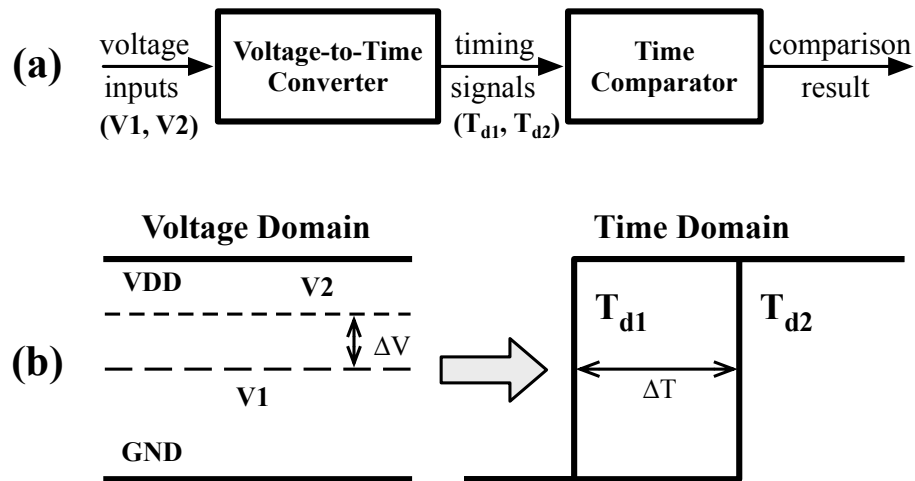 (a)
voltage
inputs
(V1, V2)
Voltage-to-Time
Converter
timing
signals
(Td1, Td2)
Time
Comparator
comparison
result
(b)
Voltage Domain
VDD
V2
ΔV
V1
GND
Time Domain
Td1
Td2
ΔT